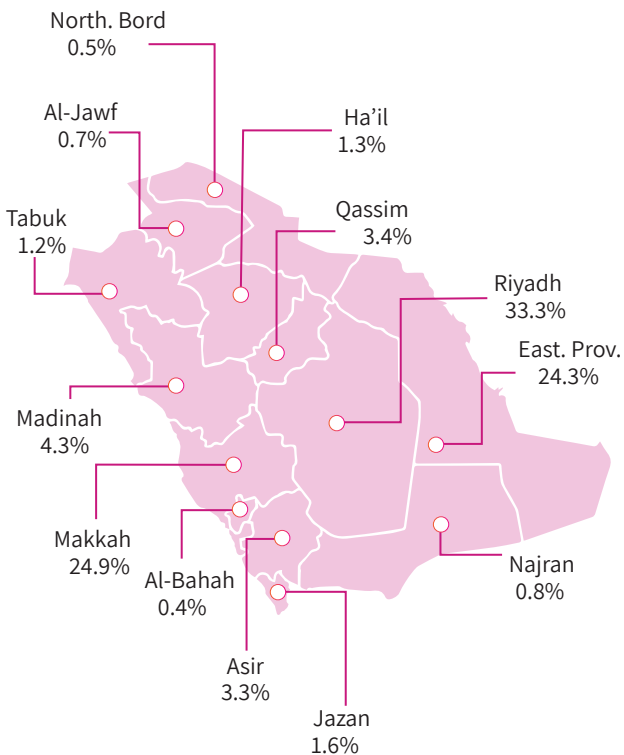 North. Bord
0.5%
Al-Jawf
0.7%
Ha’il
1.3%
Tabuk
1.2%
Qassim
3.4%
Riyadh
33.3%
East. Prov.
24.3%
Madinah
4.3%
Makkah
24.9%
Al-Bahah
0.4%
Najran
0.8%
Asir
3.3%
Jazan
1.6%